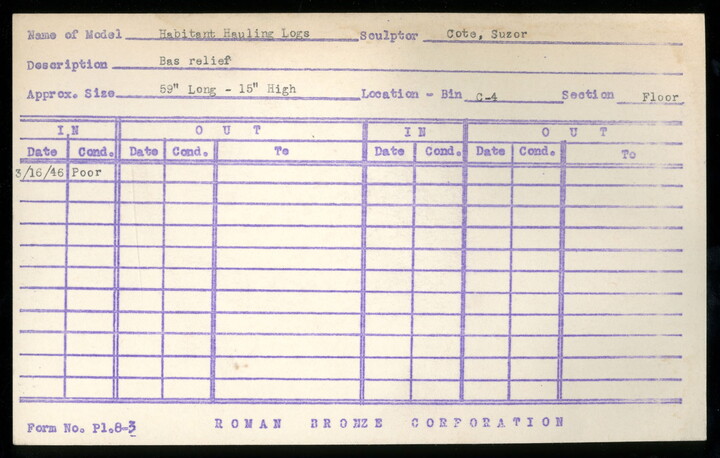 Name of Model Habitant Hauling Logs Sculptor Cote, Suzor
Description Bas relief
Approx. Size 59" Long - 15" High Location - Bin C-4 Section Floor
IN OUT IN OUT
Date Cond. Date Cond. To Date Cond. Date Cond. To
3/16/46 Poor
Form No. Pl.8-3 ROMAN BRONZE CORPORATION